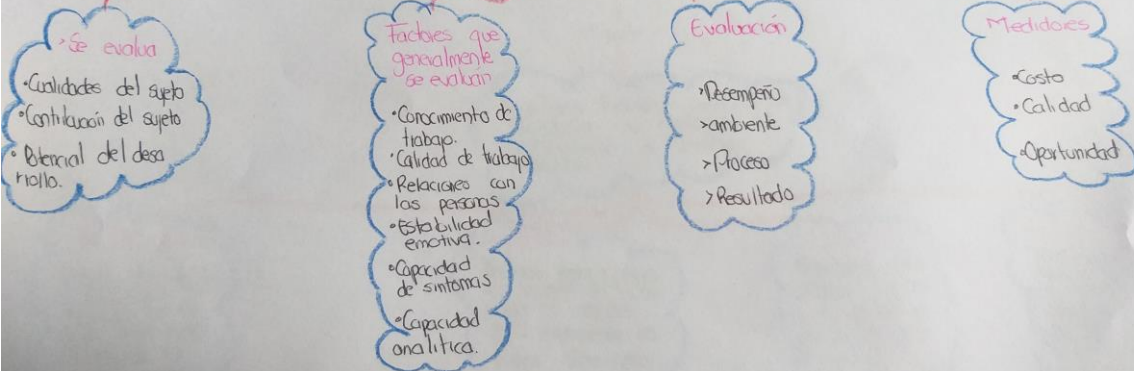 • Se evalua
• Cualidades del sujeto
• Contribucion del sujeto
• Potencial del desa
rrollo.
Factores que
generalmente
se evaluan
• Conocimiento de
trabajo.
• Calidad de trabajo
• Relaciones con
las personas
• Estabilidad
emotiva.
• Capacidad
de sintomas
• Capacidad
analitica.
Evaluación
>Desempeño
>ambiente
>Proceso
>Resultado
Medidores
• Costo
• Calidad
• Oportunidad